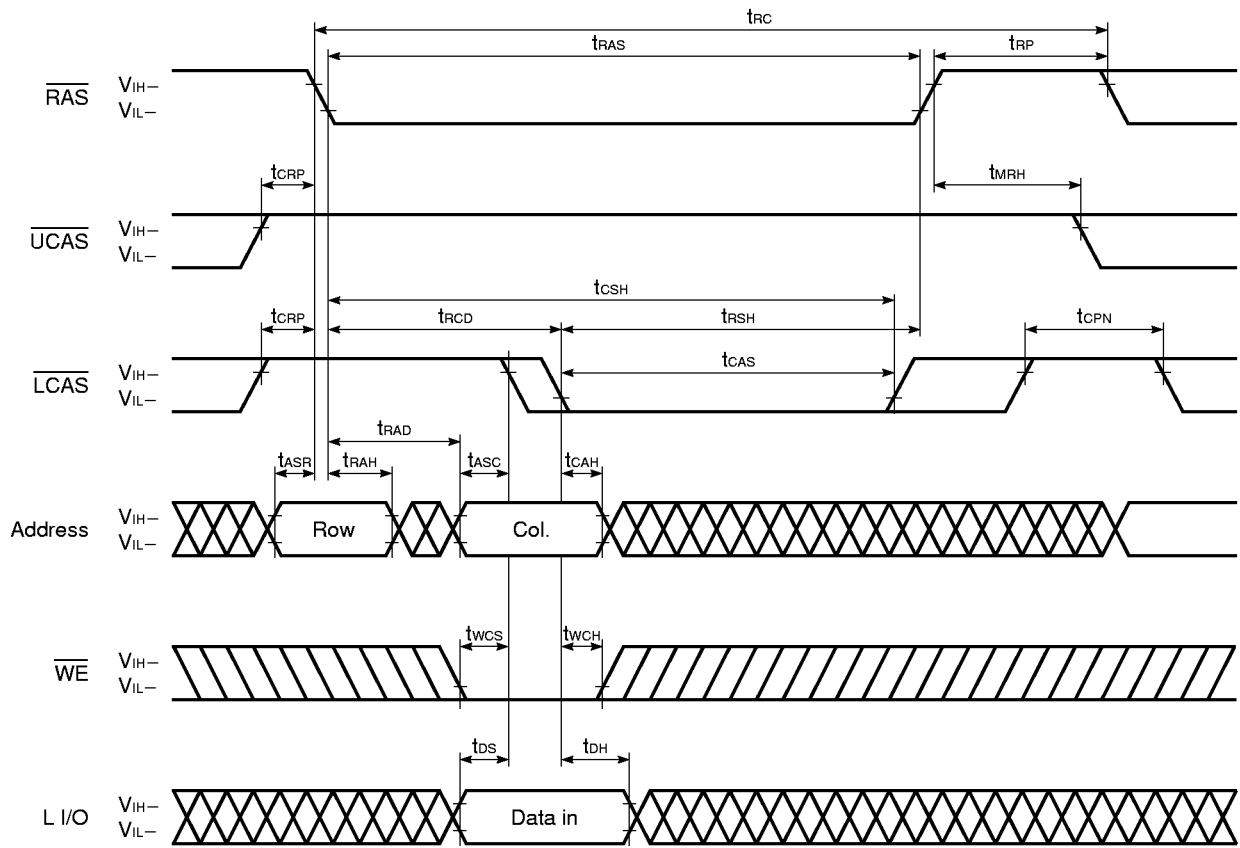 tRC
tRAS
tRP
RAS
VIH–
VIL–
tCRP
tMRH
UCAS
VIH–
VIL–
tCSH
tCRP
tRCD
tRSH
tCPN
LCAS
VIH–
VIL–
tCAS
tRAD
tASR
tRAH
tASC
tCAH
Address
VIH–
VIL–
Row
Col.
tWCS
tWCH
WE
VIH–
VIL–
tDS
tDH
L I/O
VIH–
VIL–
Data in